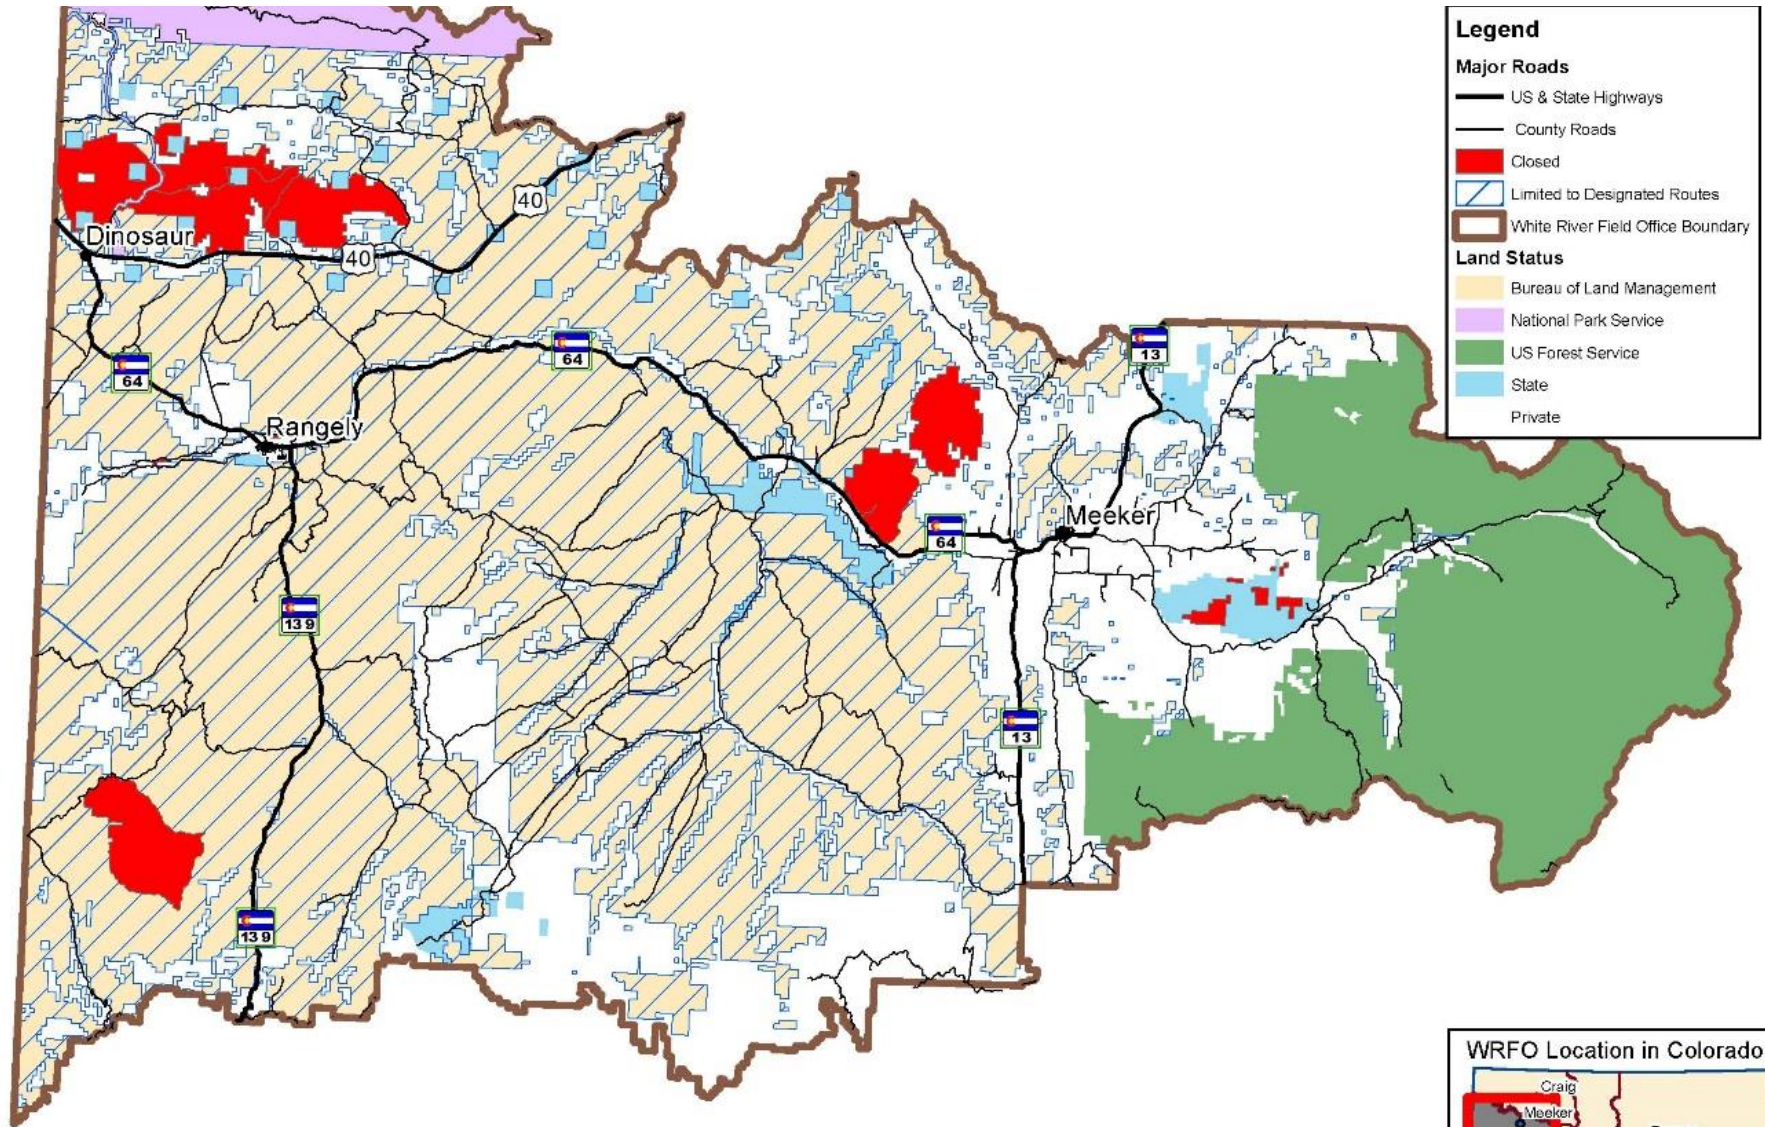 Legend
Major Roads
US & State Highways
County Roads
Closed
Limited to Designated Routes
White River Field Office Boundary
Land Status
Bureau of Land Management
National Park Service
US Forest Service
State
Private
40
Dinosaur
40
13
64
64
Rangely
Meeker
64
139
13
139
WRFO Location in Colorado
Craig
Meeker